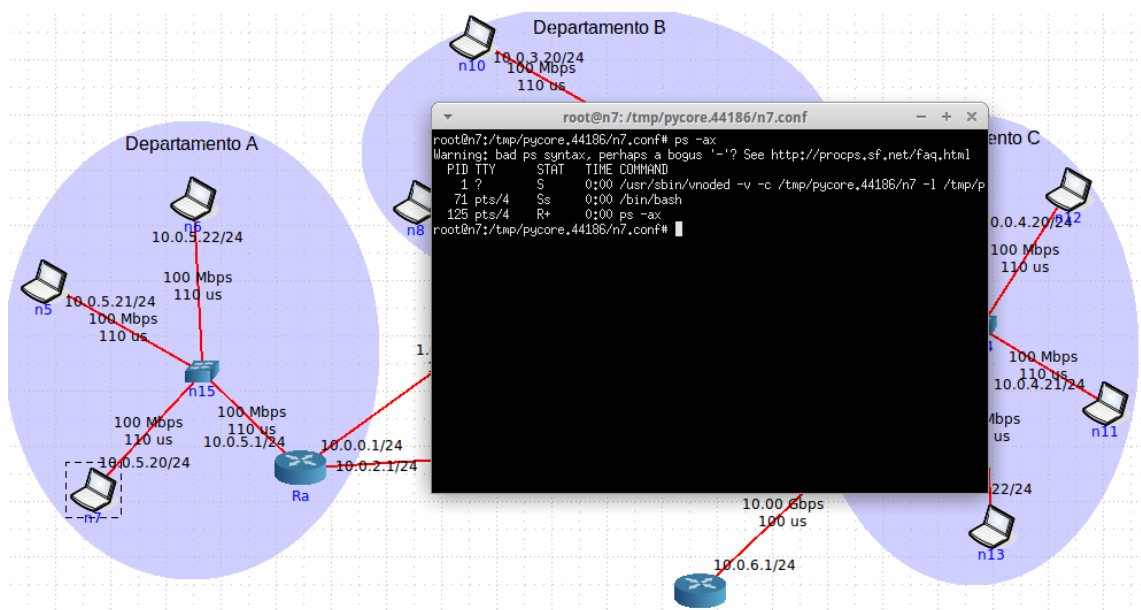 Departamento B
n10
10.0.3.20/24
100 Mbps
110 us
root@n7: /tmp/pycore.44186/n7.conf
root@n7:/tmp/pycore.44186/n7.conf# ps -ax
Warning: bad ps syntax, perhaps a bogus '-'? See http://procps.sf.net/faq.html
PID TTY STAT TIME COMMAND
1 ? S 0:00 /usr/sbin/vnoded -v -c /tmp/pycore.44186/n7 -l /tmp/p
71 pts/4 Ss 0:00 /bin/bash
125 pts/4 R+ 0:00 ps -ax
root@n7:/tmp/pycore.44186/n7.conf#
Departamento A
n6
10.0.5.22/24
100 Mbps
110 us
n5
10.0.5.21/24
100 Mbps
110 us
n15
100 Mbps
110 us
10.0.5.20/24
n7
100 Mbps
110 us
10.0.5.1/24
10.0.0.1/24
10.0.2.1/24
Ra
n8
1.
ento C
n12
0.0.4.20/24
100 Mbps
110 us
4
100 Mbps
110 us
10.0.4.21/24
n11
Mbps
us
22/24
n13
10.00 Gbps
100 us
10.0.6.1/24